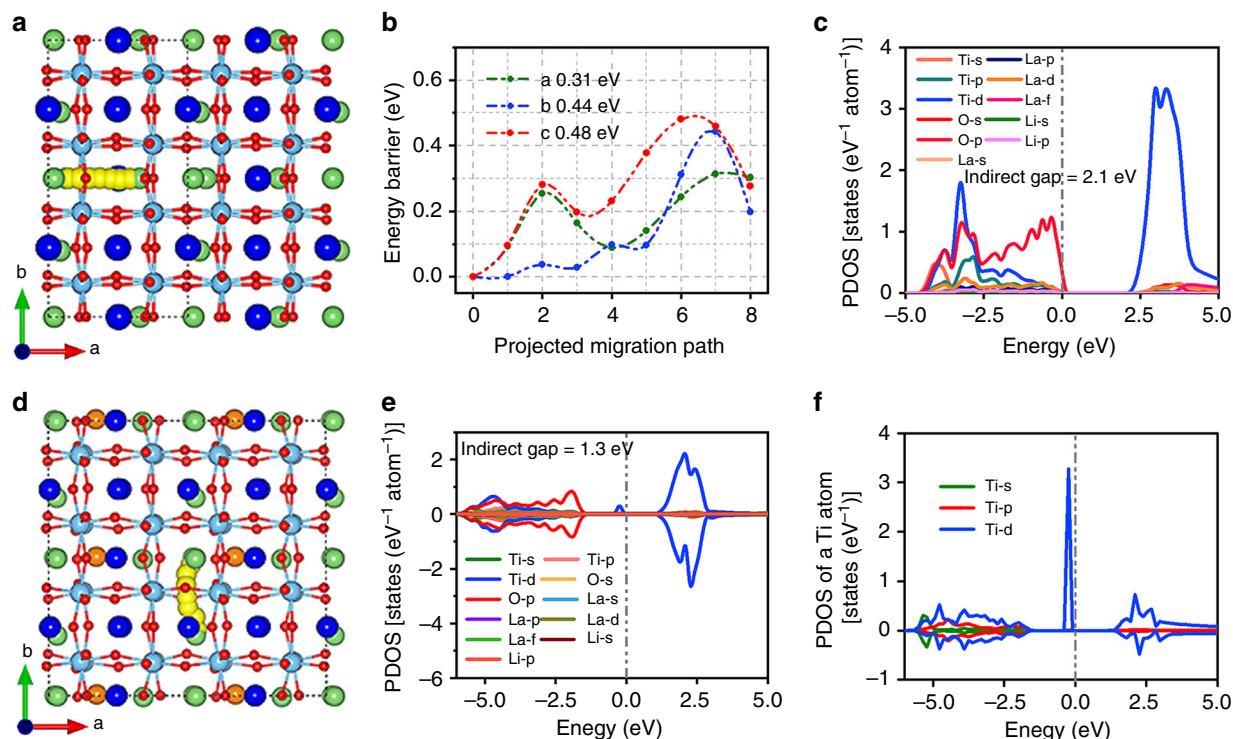 a
b
a
b
Energy barrier (eV)
0.6
0.4
0.2
0.0
a 0.31 eV
b 0.44 eV
c 0.48 eV
0 2 4 6 8
Projected migration path
c
PDOS [states (eV⁻¹ atom⁻¹)]
4
3
2
1
0
Ti-s La-p
Ti-p La-d
Ti-d La-f
O-s Li-s
O-p Li-p
La-s
Indirect gap = 2.1 eV
−5.0 −2.5 0 2.5 5.0
Energy (eV)
d
b
a
e
PDOS [states (eV⁻¹ atom⁻¹)]
2
0
−2
−4
−6
Indirect gap = 1.3 eV
Ti-s Ti-p
Ti-d O-s
O-p La-s
La-p La-d
La-f Li-s
Li-p
−5.0 −2.5 0.0 2.5 5.0
Enegy (eV)
f
PDOS of a Ti atom
[states (eV⁻¹)]
4
3
2
1
0
−1
Ti-s
Ti-p
Ti-d
−5.0 −2.5 0.0 2.5 5.0
Enegy (eV)